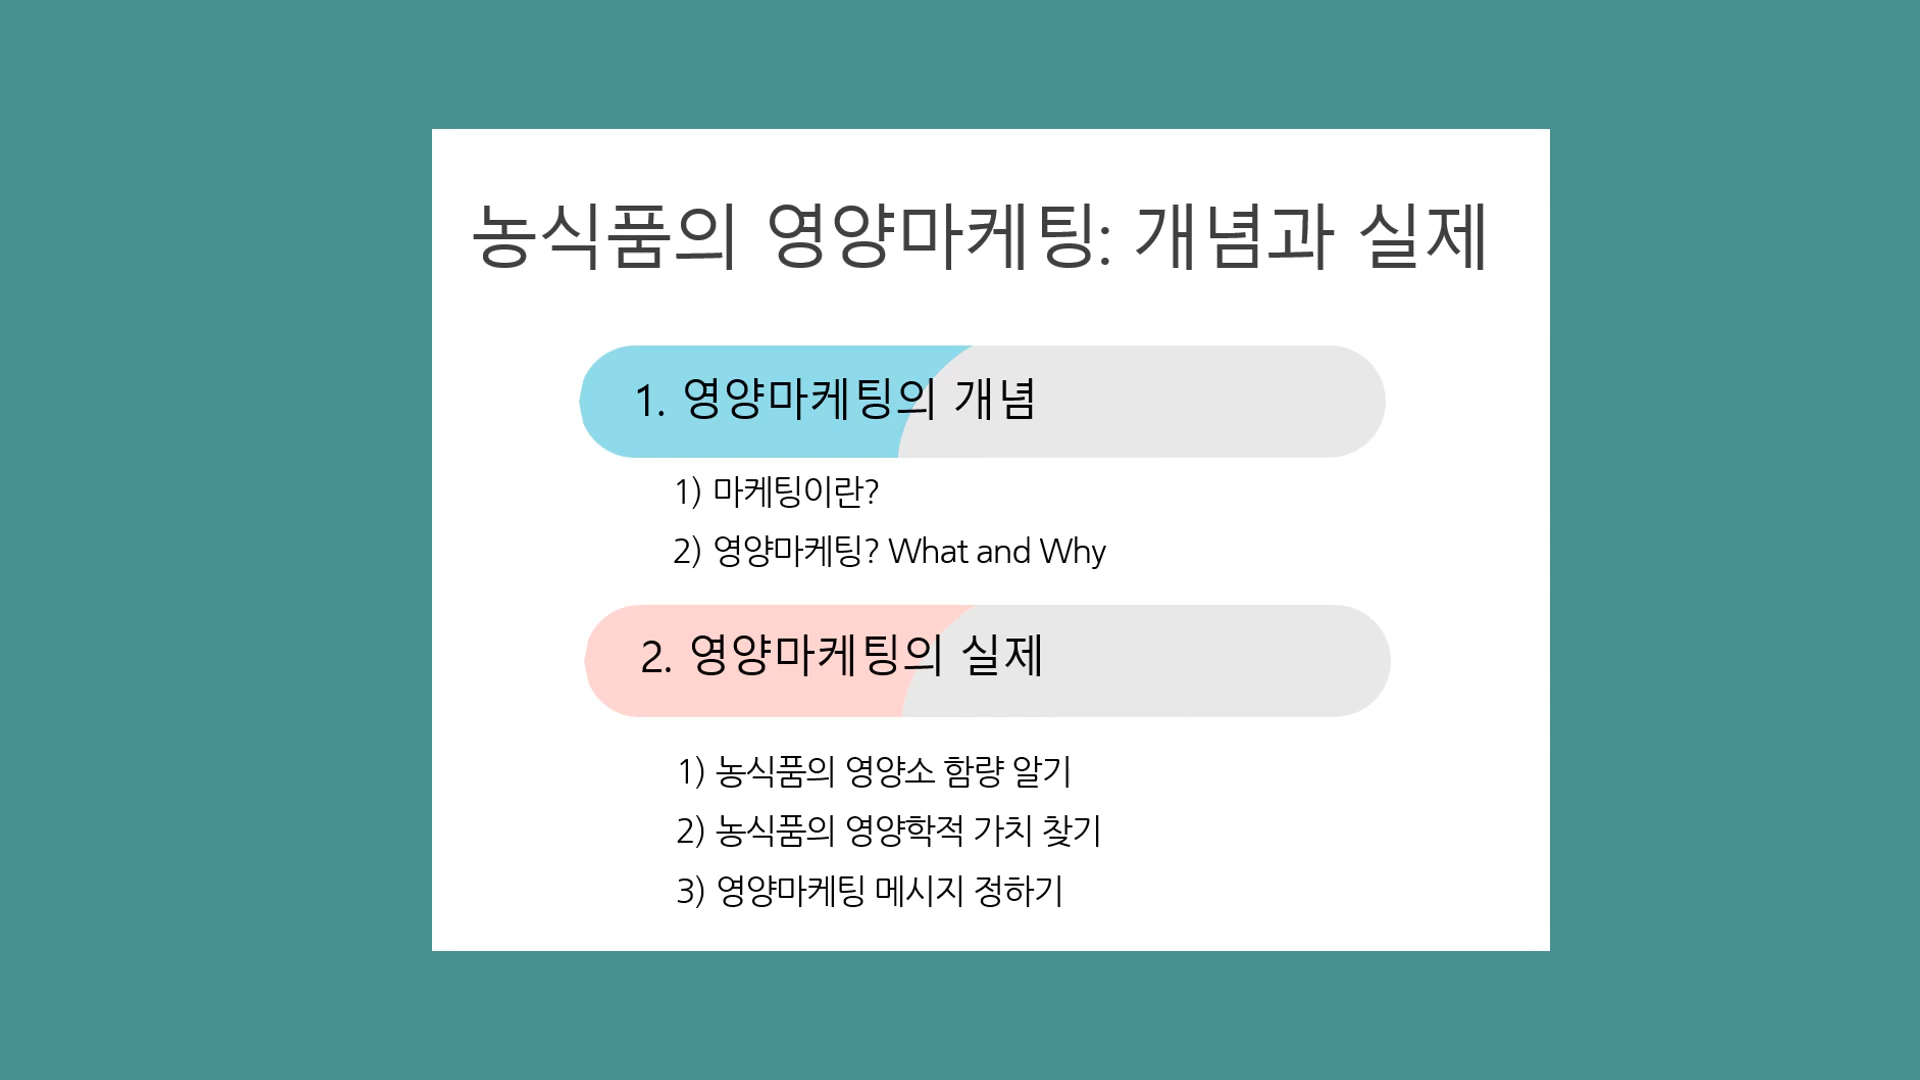 농식품의 영양마케팅: 개념과 실제
1. 영양마케팅의 개념
1) 마케팅이란?
2) 영양마케팅? What and Why
2. 영양마케팅의 실제
1) 농식품의 영양소 함량 알기
2) 농식품의 영양학적 가치 찾기
3) 영양마케팅 메시지 정하기